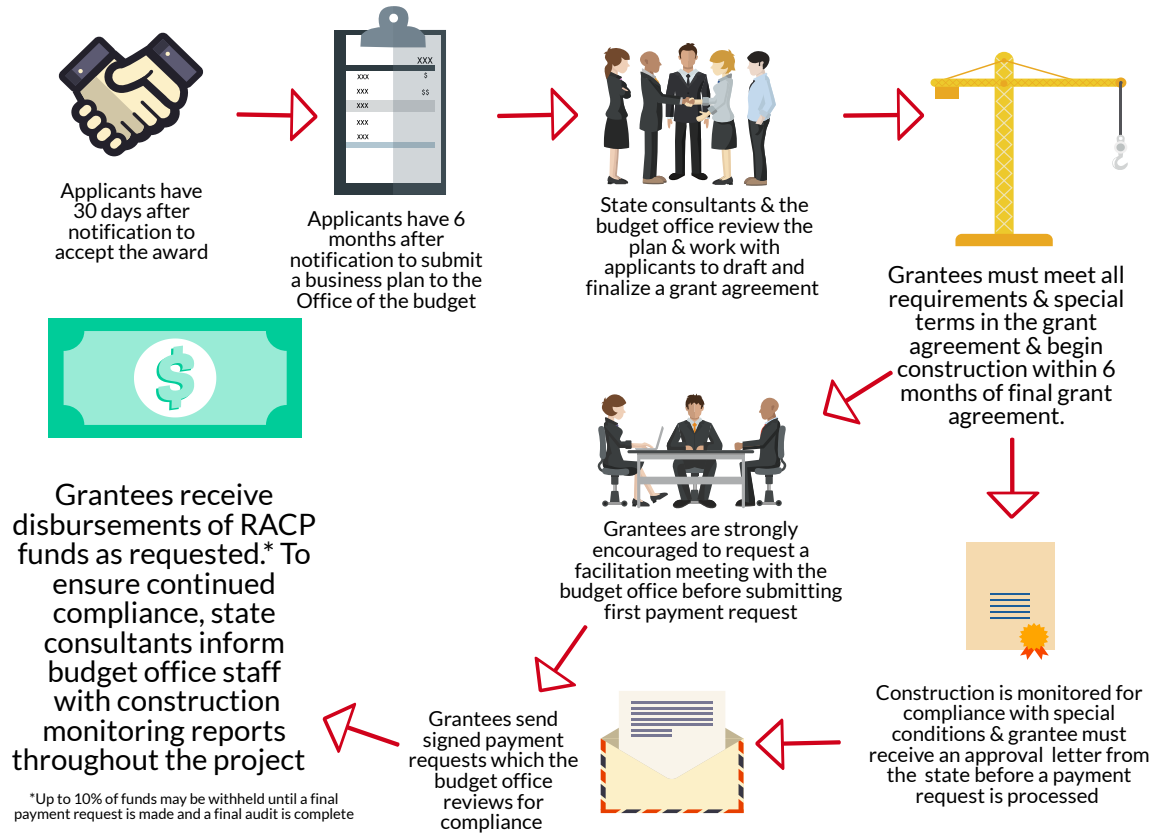 Applicants have
30 days after
notification to
accept the award
XXX
xxx
$
xxx
$$
xxx
xxx
xxx
Applicants have 6
months after
notification to submit
a business plan to the
Office of the budget
State consultants & the
budget office review the
plan & work with
applicants to draft and
finalize a grant agreement
Grantees must meet all
requirements & special
terms in the grant
agreement & begin
construction within 6
months of final grant
agreement.
Grantees are strongly
encouraged to request a
facilitation meeting with the
budget office before submitting
first payment request
Construction is monitored for
compliance with special
conditions & grantee must
receive an approval letter from
the state before a payment
request is processed
Grantees send
signed payment
requests which the
budget office
reviews for
compliance
$
Grantees receive
disbursements of RACP
funds as requested.* To
ensure continued
compliance, state
consultants inform
budget office staff
with construction
monitoring reports
throughout the project
*Up to 10% of funds may be withheld until a final
payment request is made and a final audit is complete